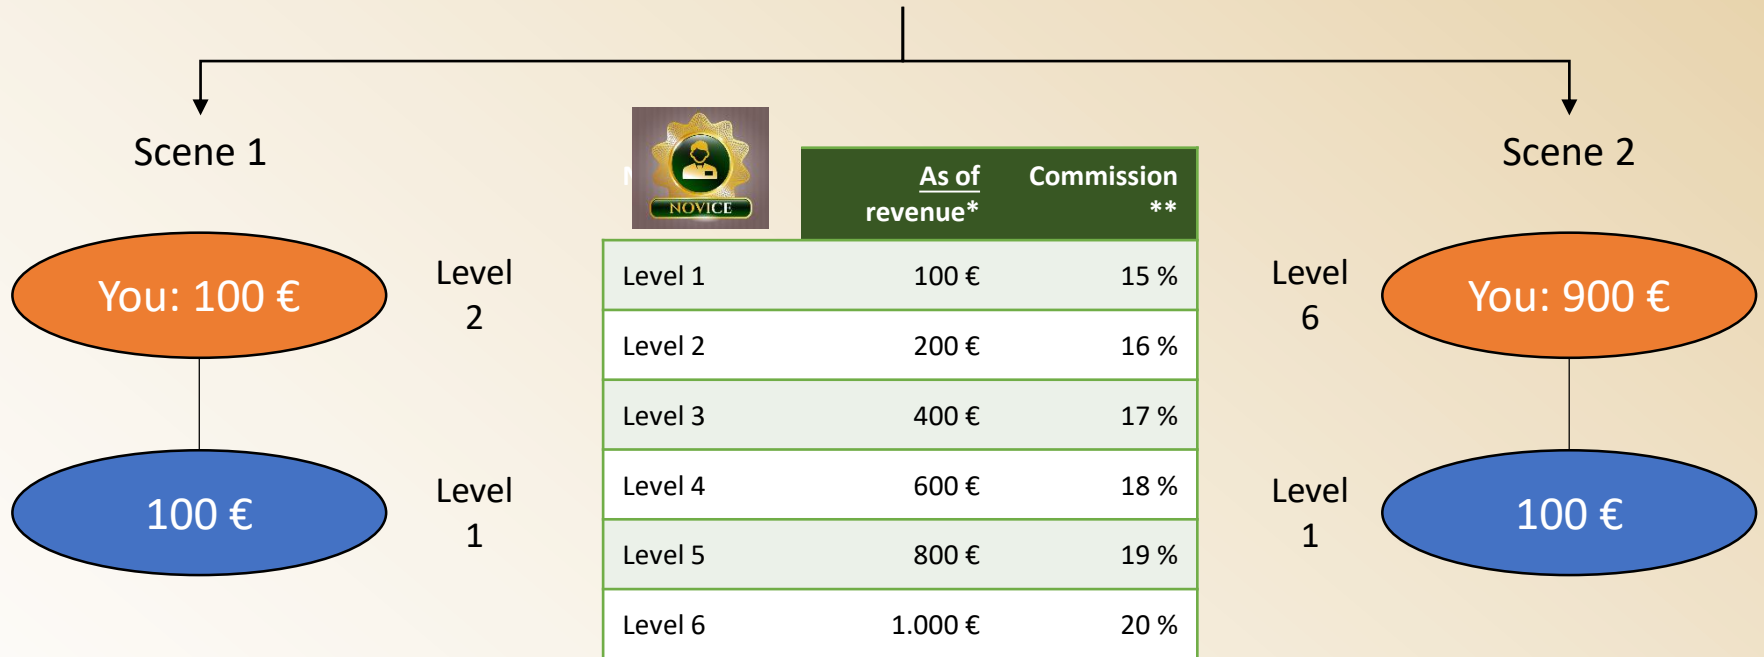 Scene 1
You: 100 €
Level
2
100 €
Level
1
NOVICE
As of
revenue*
Commission
**
Level 1 100 € 15 %
Level 2 200 € 16 %
Level 3 400 € 17 %
Level 4 600 € 18 %
Level 5 800 € 19 %
Level 6 1.000 € 20 %
Scene 2
Level
6
You: 900 €
Level
1
100 €